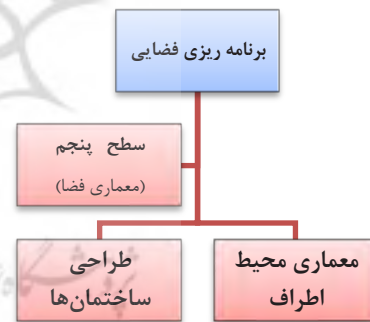 برنامه ریزی فضایی
سطح پنجم
(معماری فضا)
معماری محیط
اطراف
طراحی
ساختمان‌ها